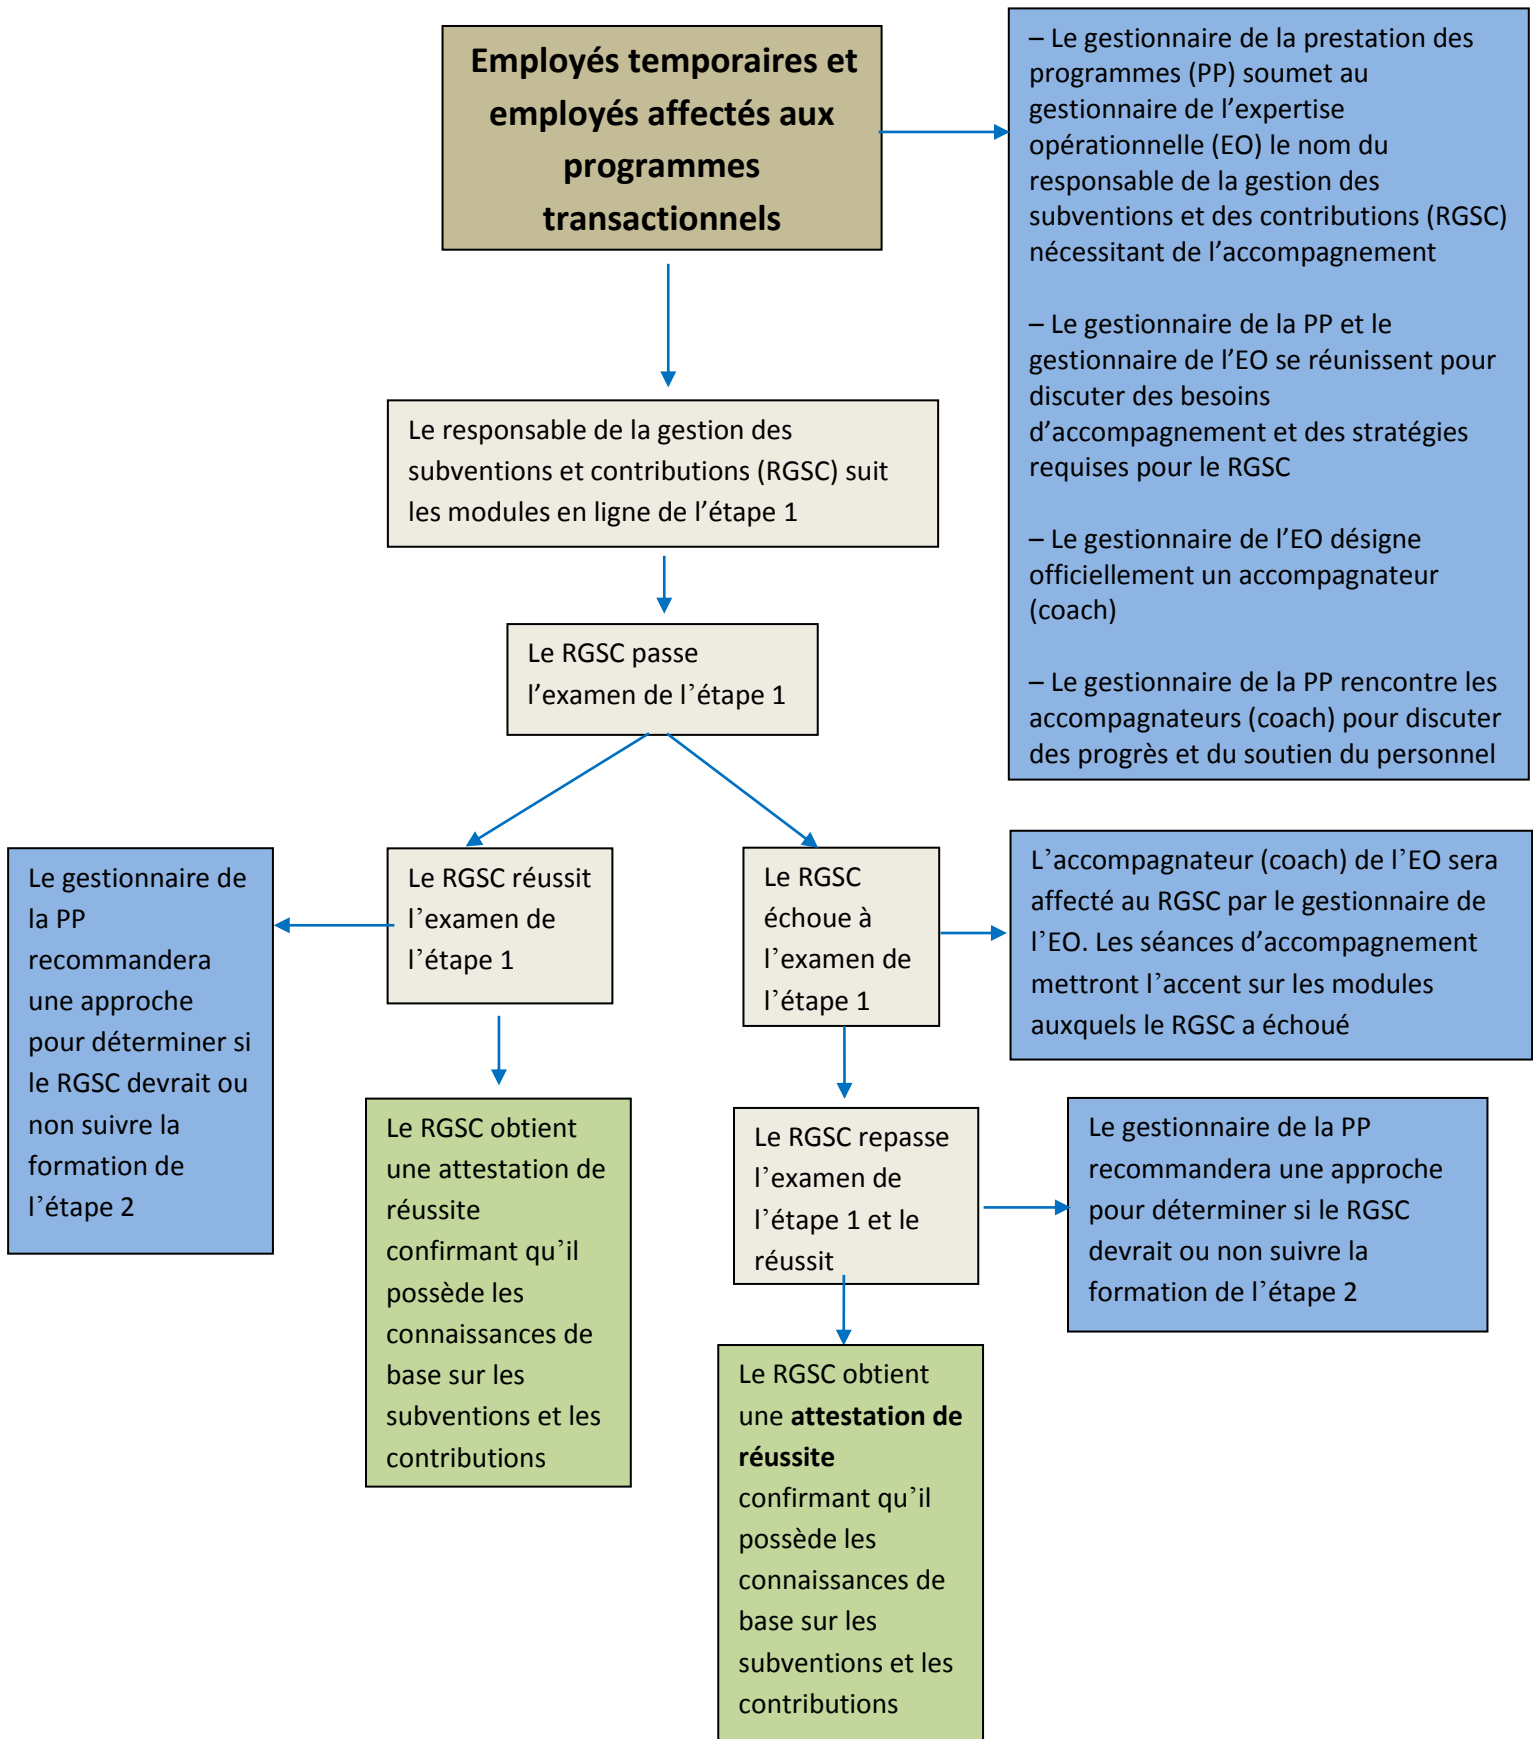 Employés temporaires et
employés affectés aux
programmes
transactionnels
– Le gestionnaire de la prestation des
programmes (PP) soumet au
gestionnaire de l’expertise
opérationnelle (EO) le nom du
responsable de la gestion des
subventions et des contributions (RGSC)
nécessitant de l’accompagnement
– Le gestionnaire de la PP et le
gestionnaire de l’EO se réunissent pour
discuter des besoins
d’accompagnement et des stratégies
requises pour le RGSC
– Le gestionnaire de l’EO désigne
officiellement un accompagnateur
(coach)
– Le gestionnaire de la PP rencontre les
accompagnateurs (coach) pour discuter
des progrès et du soutien du personnel
Le responsable de la gestion des
subventions et contributions (RGSC) suit
les modules en ligne de l’étape 1
Le RGSC passe
l’examen de l’étape 1
Le gestionnaire de
la PP
recommandera
une approche
pour déterminer si
le RGSC devrait ou
non suivre la
formation de
l’étape 2
Le RGSC réussit
l’examen de
l’étape 1
Le RGSC
échoue à
l’examen de
l’étape 1
L’accompagnateur (coach) de l’EO sera
affecté au RGSC par le gestionnaire de
l’EO. Les séances d’accompagnement
mettront l’accent sur les modules
auxquels le RGSC a échoué
Le RGSC obtient
une attestation de
réussite
confirmant qu’il
possède les
connaissances de
base sur les
subventions et les
contributions
Le RGSC repasse
l’examen de
l’étape 1 et le
réussit
Le gestionnaire de la PP
recommandera une approche
pour déterminer si le RGSC
devrait ou non suivre la
formation de l’étape 2
Le RGSC obtient
une attestation de
réussite
confirmant qu’il
possède les
connaissances de
base sur les
subventions et les
contributions